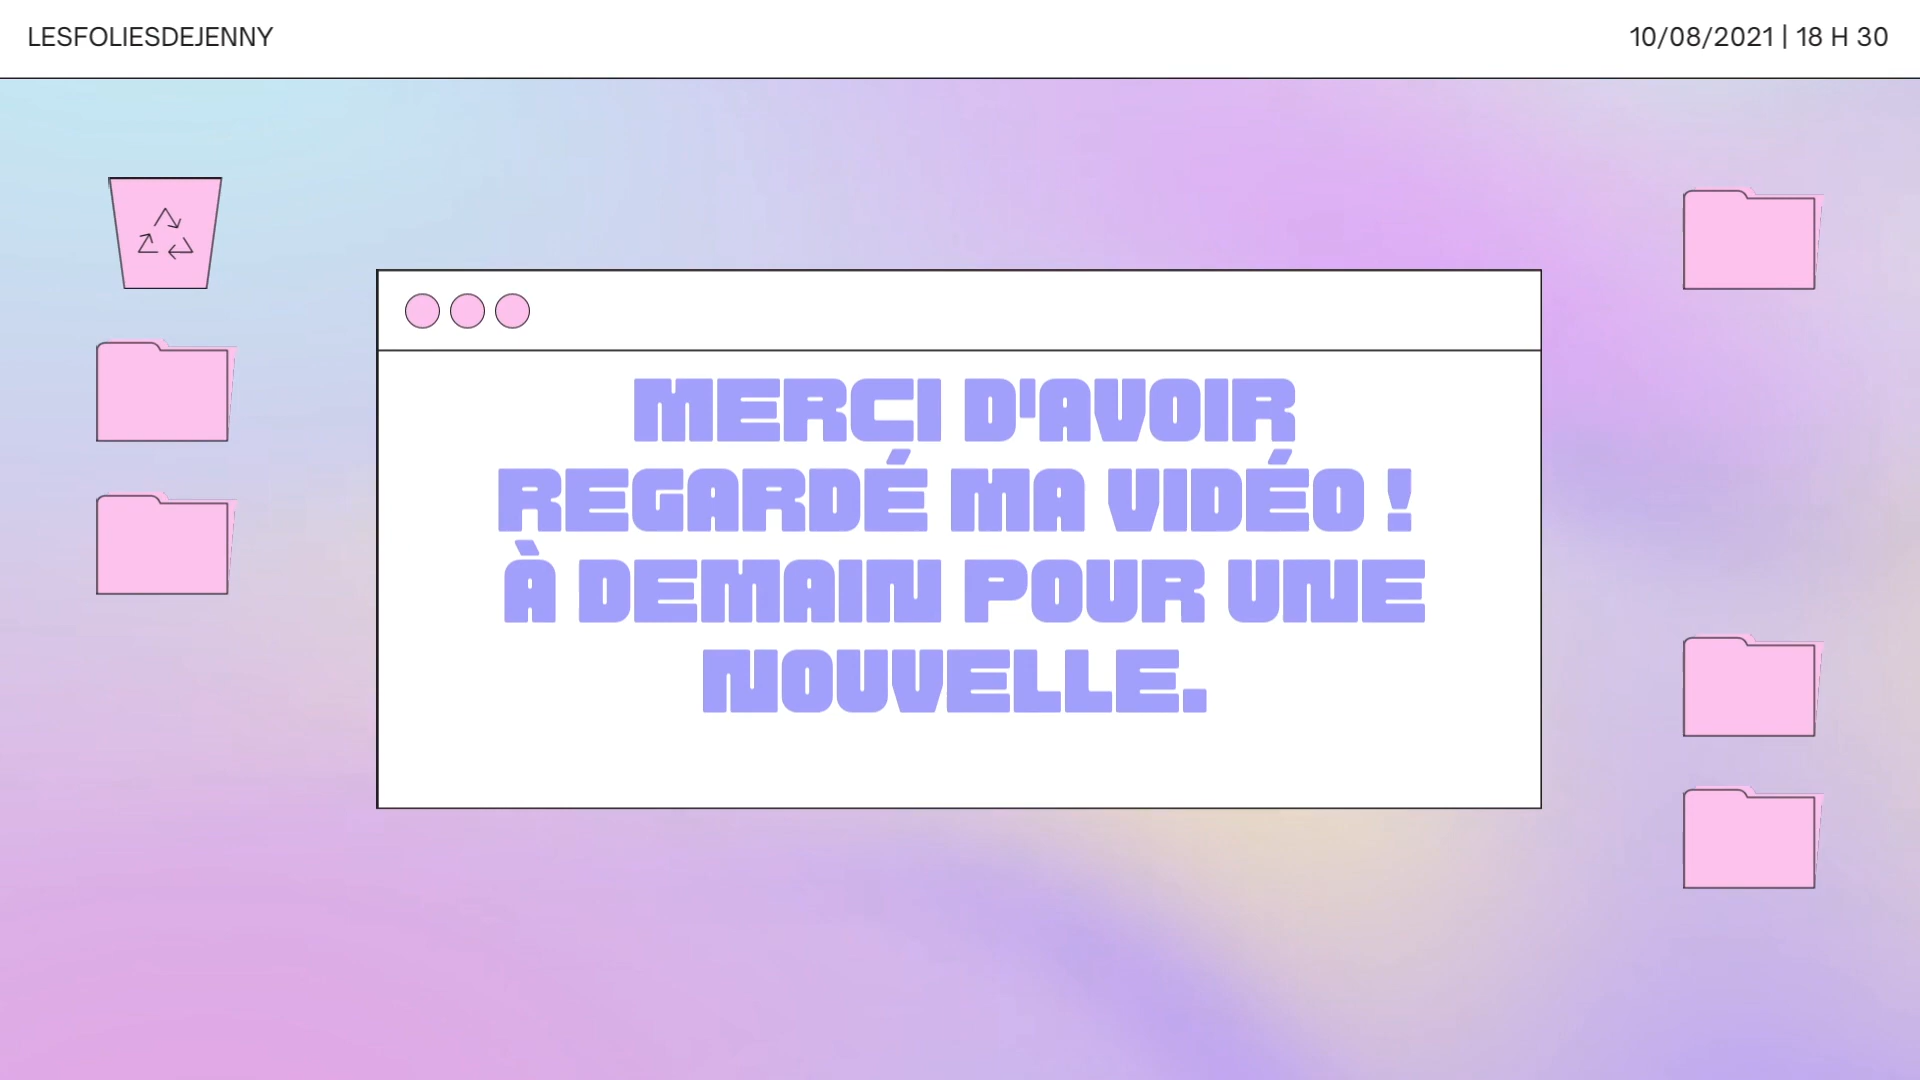 LESFOLIESDEJENNY
10/08/2021 | 18 H 30
MERCI D'AVOIR
REGARDÉ MA VIDÉO !
À DEMAIN POUR UNE
NOUVELLE.